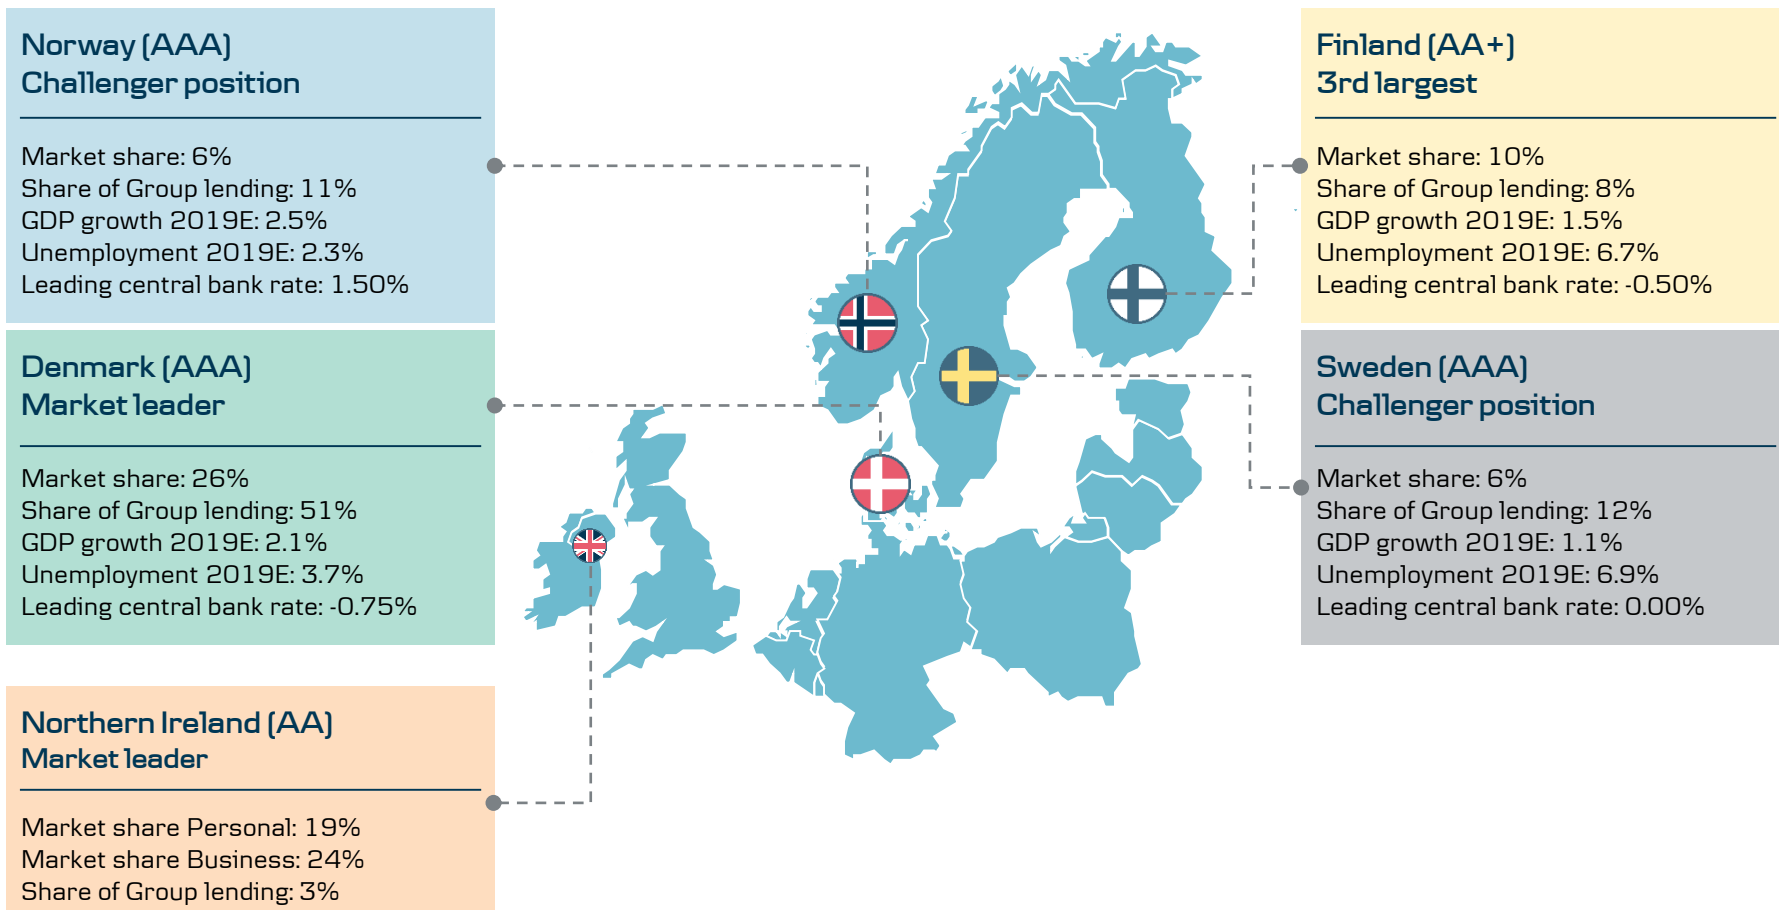 Norway (AAA)
Challenger position
Market share: 6%
Share of Group lending: 11%
GDP growth 2019E: 2.5%
Unemployment 2019E: 2.3%
Leading central bank rate: 1.50%
Denmark (AAA)
Market leader
Market share: 26%
Share of Group lending: 51%
GDP growth 2019E: 2.1%
Unemployment 2019E: 3.7%
Leading central bank rate: -0.75%
Northern Ireland (AA)
Market leader
Market share Personal: 19%
Market share Business: 24%
Share of Group lending: 3%
Finland (AA+)
3rd largest
Market share: 10%
Share of Group lending: 8%
GDP growth 2019E: 1.5%
Unemployment 2019E: 6.7%
Leading central bank rate: -0.50%
Sweden (AAA)
Challenger position
Market share: 6%
Share of Group lending: 12%
GDP growth 2019E: 1.1%
Unemployment 2019E: 6.9%
Leading central bank rate: 0.00%